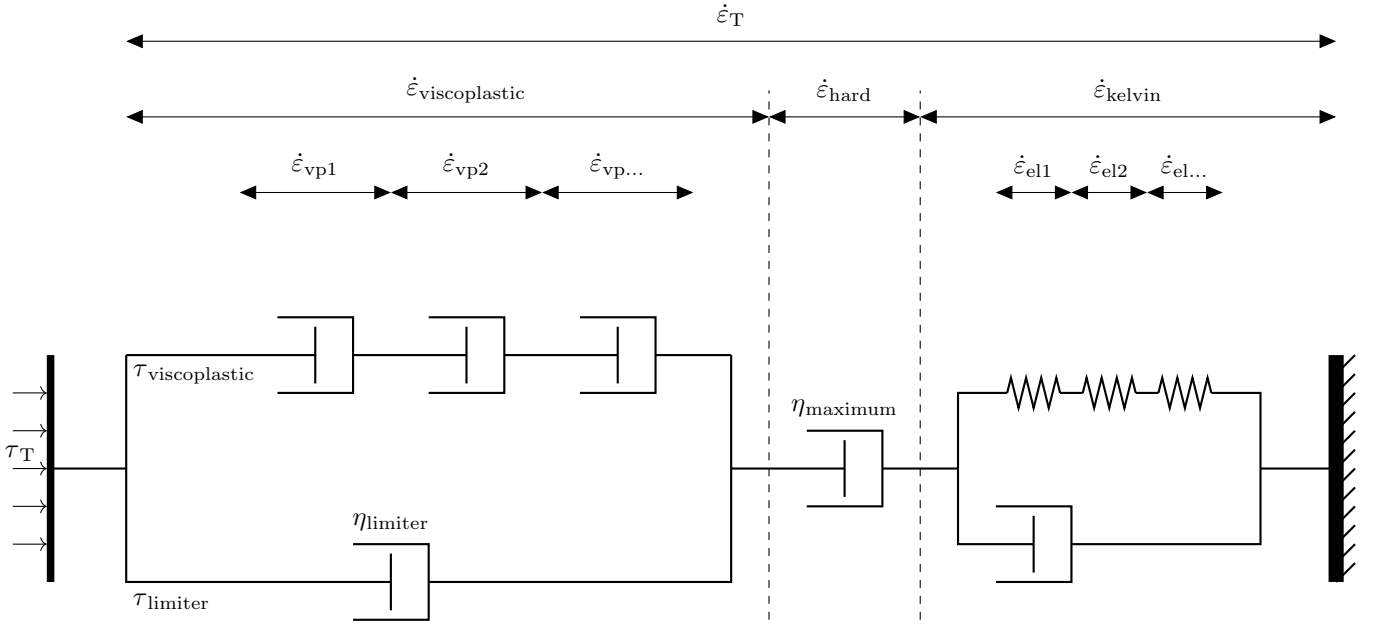 ε̇_T
ε̇_viscoplastic ε̇_hard ε̇_kelvin
ε̇_vp1 ε̇_vp2 ε̇_vp... ε̇_el1 ε̇_el2 ε̇_el...
τ_viscoplastic
η_maximum
τ_T
η_limiter
τ_limiter